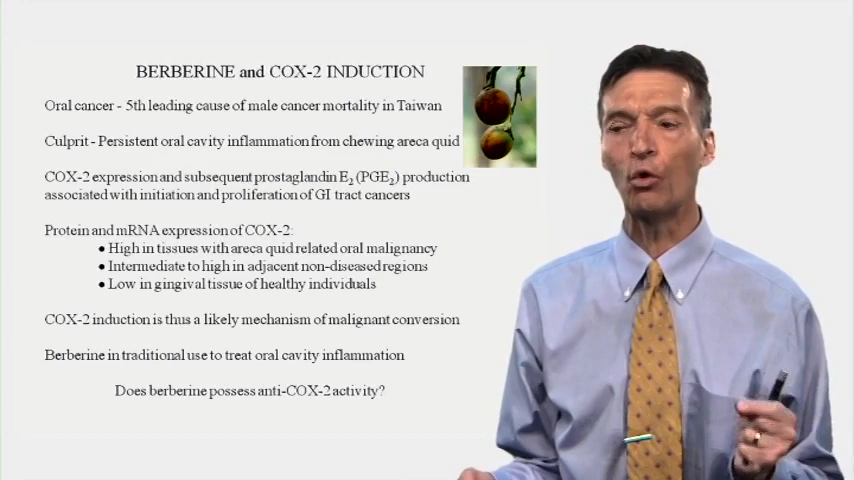 BERBERINE and COX-2 INDUCTION
Oral cancer - 5th leading cause of male cancer mortality in Taiwan
Culprit - Persistent oral cavity inflammation from chewing areca quid
COX-2 expression and subsequent prostaglandin E₂ (PGE₂) production
associated with initiation and proliferation of GI tract cancers
Protein and mRNA expression of COX-2:
• High in tissues with areca quid related oral malignancy
• Intermediate to high in adjacent non-diseased regions
• Low in gingival tissue of healthy individuals
COX-2 induction is thus a likely mechanism of malignant conversion
Berberine in traditional use to treat oral cavity inflammation
Does berberine possess anti-COX-2 activity?